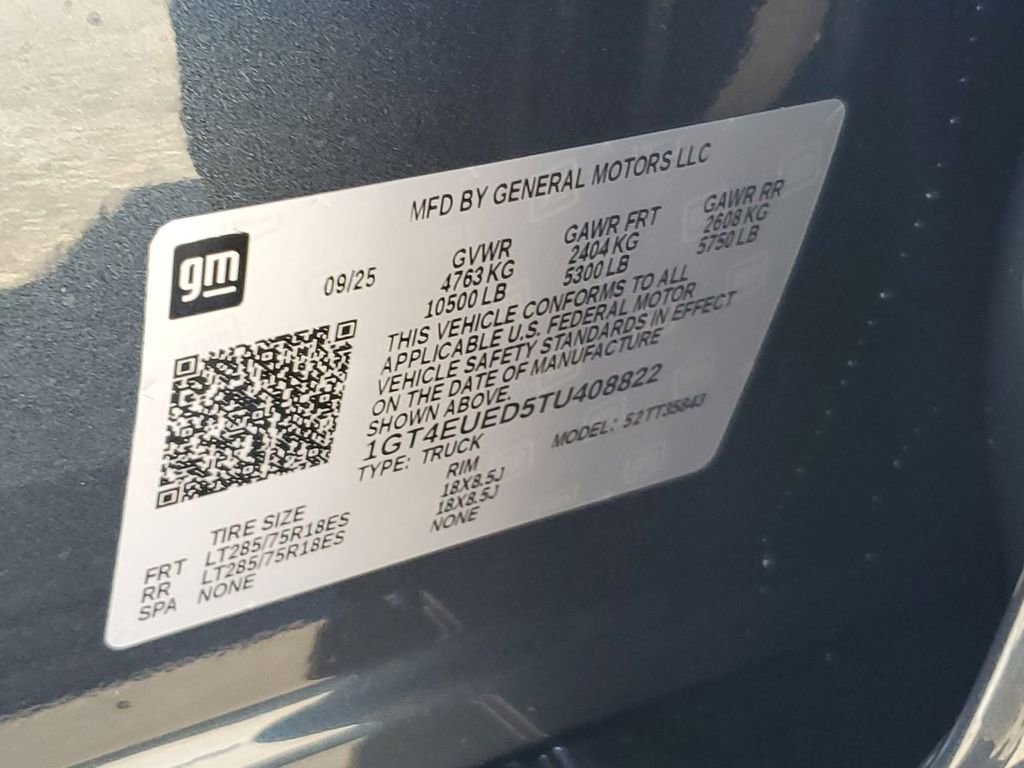 MFD BY GENERAL MOTORS LLC
gm
09/25
GVWR
4763 KG
10500 LB
GAWR FRT
2404 KG
5300 LB
GAWR RR
2608 KG
5750 LB
THIS VEHICLE CONFORMS TO ALL
APPLICABLE U.S. FEDERAL MOTOR
VEHICLE SAFETY STANDARDS IN EFFECT
ON THE DATE OF MANUFACTURE
SHOWN ABOVE.
1GT4EUED5TU408822
TYPE: TRUCK
MODEL: 52TT35843
TIRE SIZE RIM
FRT LT285/75R18ES 18X8.5J
RR LT285/75R18ES 18X8.5J
SPA NONE NONE